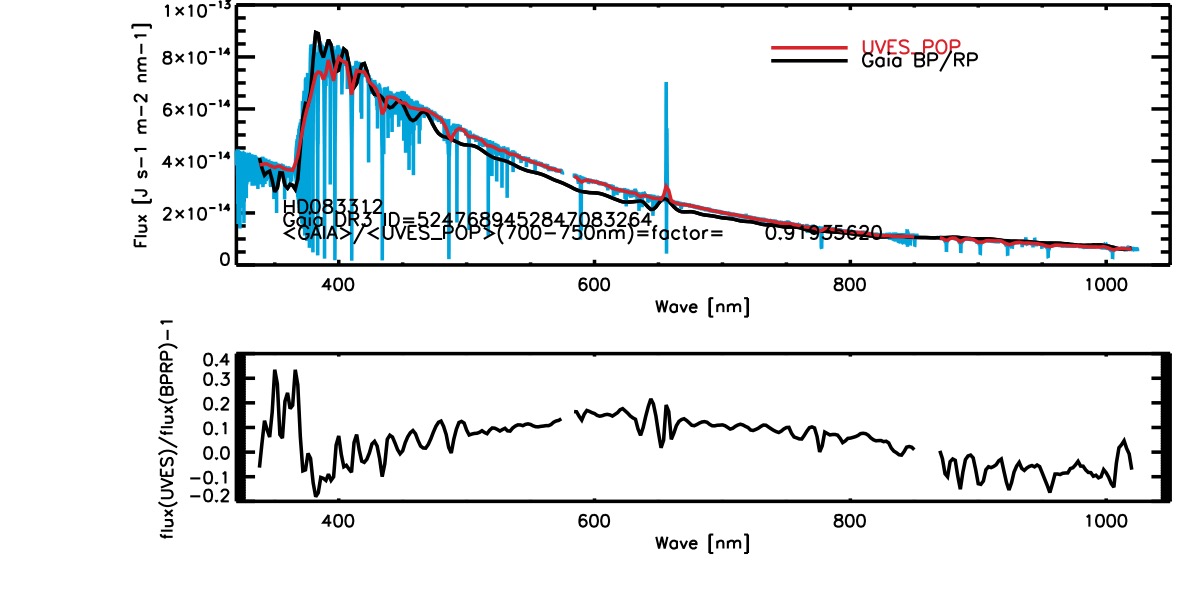 1×10-13
8×10-14
6×10-14
4×10-14
2×10-14
0
Flux [J s-1 m-2 nm-1]
UVES_POP
Gaia BP/RP
HD083312
Gaia DR3 ID=5247689452847083264
<GAIA>/<UVES_POP>(700-750nm)=factor= 0.91935620
400 600 800 1000
Wave [nm]
0.4
0.3
0.2
0.1
0.0
-0.1
-0.2
flux(UVES)/flux(BPRP)-1
400 600 800 1000
Wave [nm]